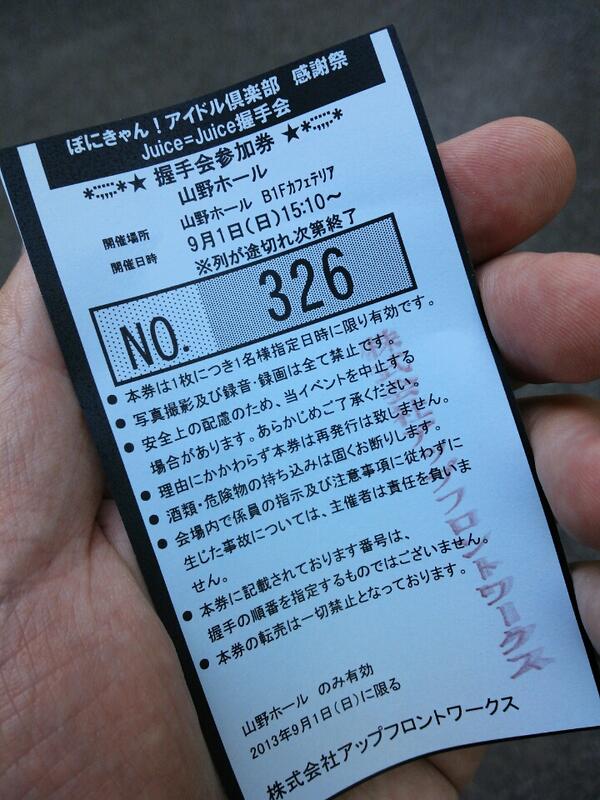 ぽにきゃん!アイドル倶楽部 感謝祭
Juice=Juice握手会
*∵∴∵*★ 握手会参加券 ★*∵∴∵*
山野ホール
開催場所 山野ホール B1Fカフェテリア
開催日時 9月1日(日)15:10～
※列が途切れ次第終了
NO. 326
●本券は1枚につき1名様指定日時に限り有効です。
●写真撮影及び録音・録画は全て禁止です。
●安全上の配慮のため、当イベントを中止する
場合があります。あらかじめご了承ください。
●理由にかかわらず本券は再発行は致しません。
●酒類・危険物の持ち込みは固くお断りします。
●会場内で係員の指示及び注意事項に従わずに
生じた事故については、主催者は責任を負いま
せん。
●本券に記載されております番号は、
握手の順番を指定するものではございません。
●本券の転売は一切禁止となっております。
山野ホール のみ有効
2013年9月1日(日)に限る
株式会社アップフロントワークス
株式会社アップフロントワークス